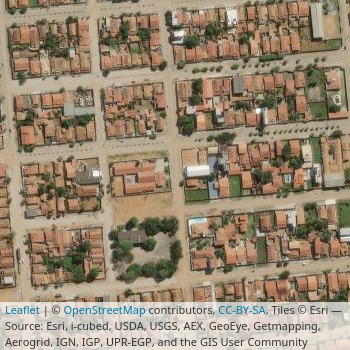 Leaflet | © OpenStreetMap contributors, CC-BY-SA, Tiles © Esri —
Source: Esri, i-cubed, USDA, USGS, AEX, GeoEye, Getmapping,
Aerogrid, IGN, IGP, UPR-EGP, and the GIS User Community